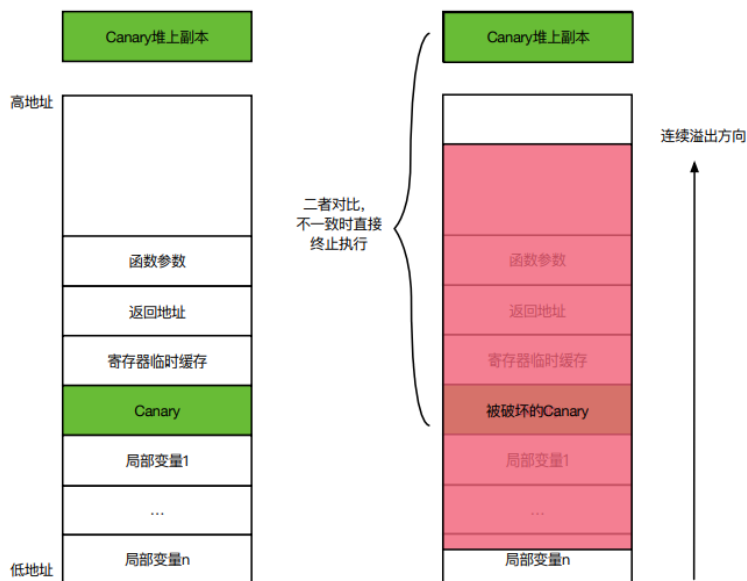 Canary堆上副本
Canary堆上副本
高地址
连续溢出方向
二者对比，
不一致时直接
终止执行
函数参数
函数参数
返回地址
返回地址
寄存器临时缓存
寄存器临时缓存
Canary
被破坏的Canary
局部变量1
局部变量1
...
...
低地址
局部变量n
局部变量n